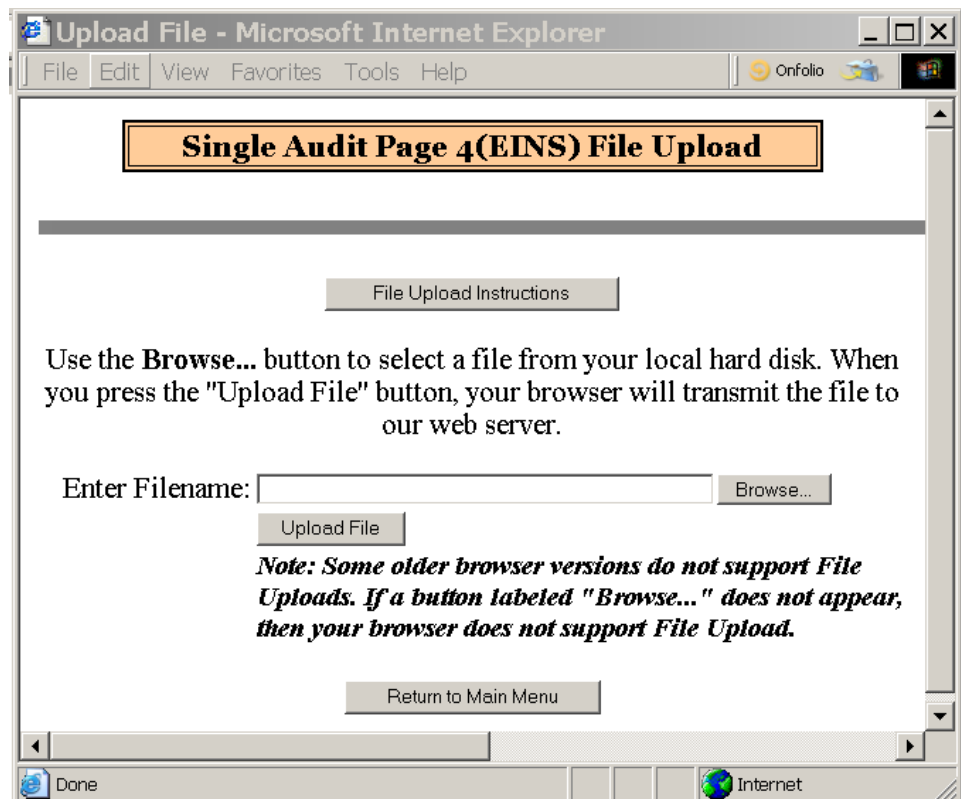 Upload File - Microsoft Internet Explorer
File Edit View Favorites Tools Help
Onfolio
Single Audit Page 4(EINS) File Upload
File Upload Instructions
Use the Browse... button to select a file from your local hard disk. When
you press the "Upload File" button, your browser will transmit the file to
our web server.
Enter Filename: Browse...
Upload File
Note: Some older browser versions do not support File
Uploads. If a button labeled "Browse..." does not appear,
then your browser does not support File Upload.
Return to Main Menu
Done
Internet